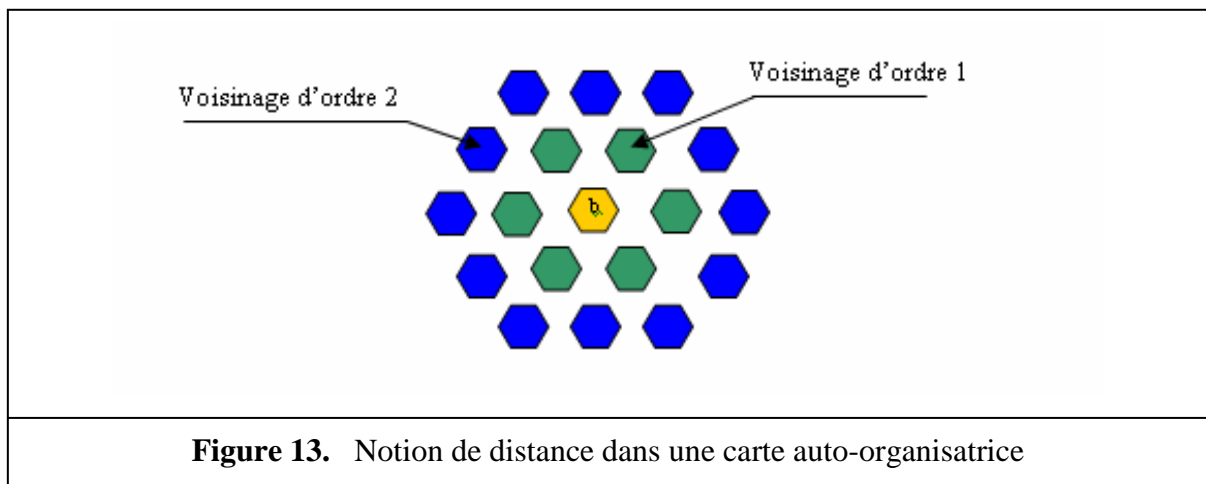 Voisinage d'ordre 1
Voisinage d'ordre 2
b
Figure 13. Notion de distance dans une carte auto-organisatrice